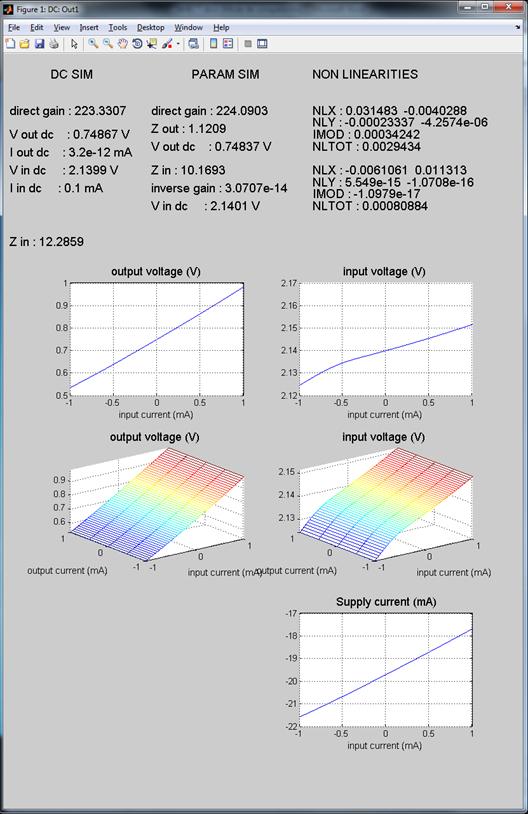 Figure 1: DC: Out1
File Edit View Insert Tools Desktop Window Help
DC SIM
direct gain : 223.3307
V out dc : 0.74867 V
I out dc : 3.2e-12 mA
V in dc : 2.1399 V
I in dc : 0.1 mA
Z in : 12.2859
PARAM SIM
direct gain : 224.0903
Z out : 1.1209
V out dc : 0.74837 V
Z in : 10.1693
inverse gain : 3.0707e-14
V in dc : 2.1401 V
NON LINEARITIES
NLX : 0.031483 -0.0040288
NLY : -0.00023337 -4.2574e-06
IMOD : 0.00034242
NLTOT : 0.0029434
NLX : -0.0061061 0.011313
NLY : 5.549e-15 -1.0708e-16
IMOD : -1.0979e-17
NLTOT : 0.00080884
output voltage (V)
1
0.9
0.8
0.7
0.6
0.5
-1 -0.5 0 0.5 1
input current (mA)
input voltage (V)
2.17
2.16
2.15
2.14
2.13
2.12
-1 -0.5 0 0.5 1
input current (mA)
output voltage (V)
0.9
0.8
0.7
0.6
1 0 -1
-1 0 1
output current (mA)
input current (mA)
input voltage (V)
2.15
2.14
2.13
1 0 -1
-1 0 1
output current (mA)
input current (mA)
Supply current (mA)
-17
-18
-19
-20
-21
-22
-1 -0.5 0 0.5 1
input current (mA)